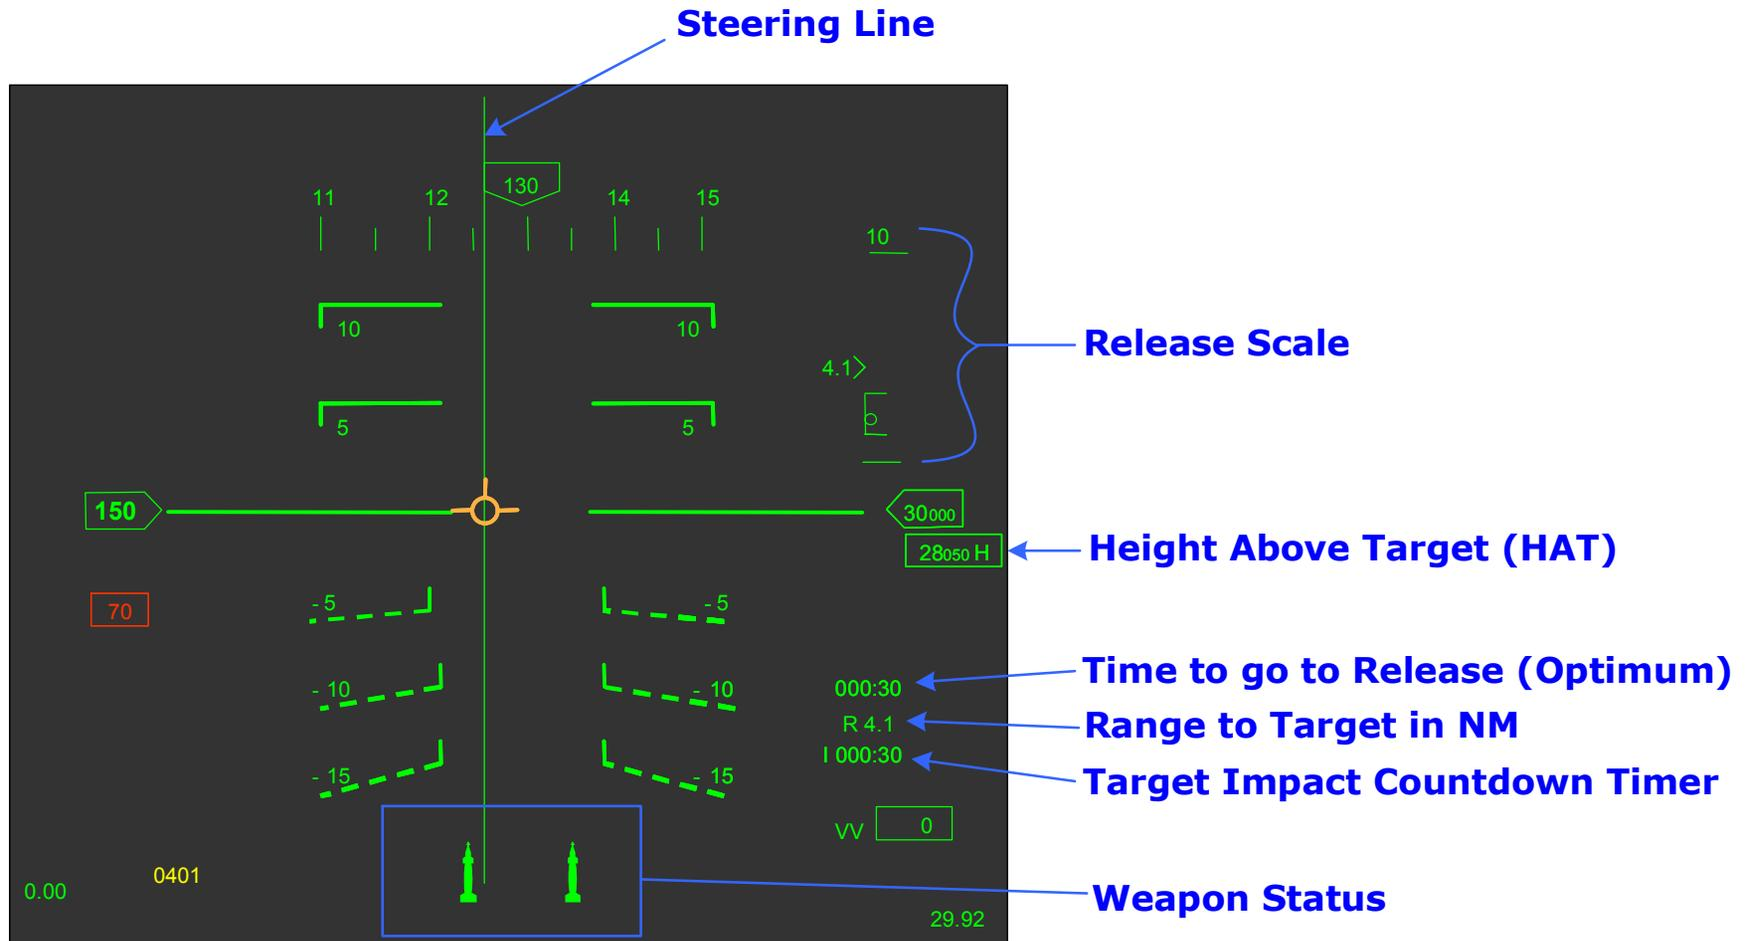 Steering Line
130
11 12 14 15
10
10 10
Release Scale
4.1
5 5
150
30000
28050 H
Height Above Target (HAT)
70
- 5 - 5
Time to go to Release (Optimum)
000:30
- 10 - 10
R 4.1
Range to Target in NM
I 000:30
- 15 - 15
Target Impact Countdown Timer
VV 0
0401
0.00
Weapon Status
29.92